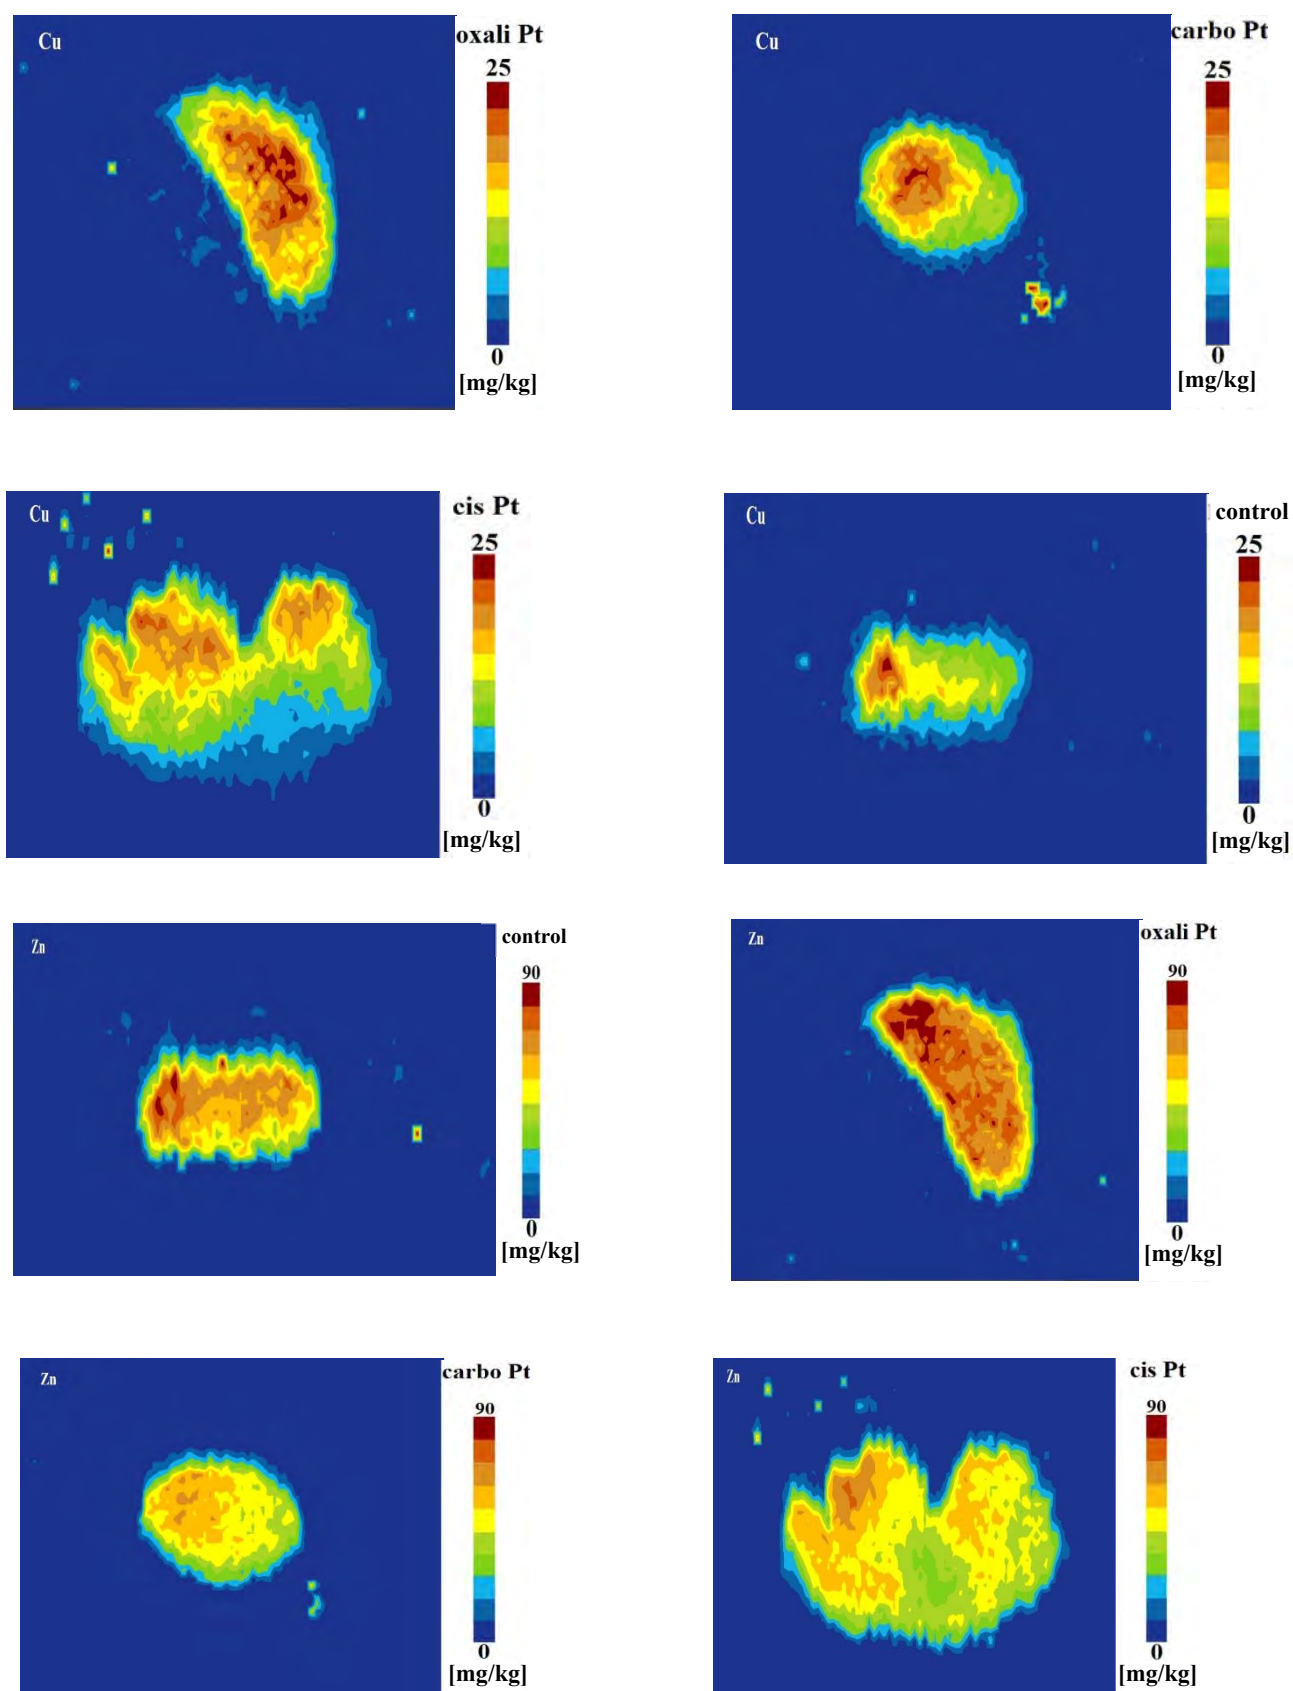 Cu
oxali Pt
25
0
[mg/kg]
Cu
carbo Pt
25
0
[mg/kg]
Cu
cis Pt
25
0
[mg/kg]
Cu
control
25
0
[mg/kg]
Zn
control
90
0
[mg/kg]
Zn
oxali Pt
90
0
[mg/kg]
Zn
carbo Pt
90
0
[mg/kg]
Zn
cis Pt
90
0
[mg/kg]